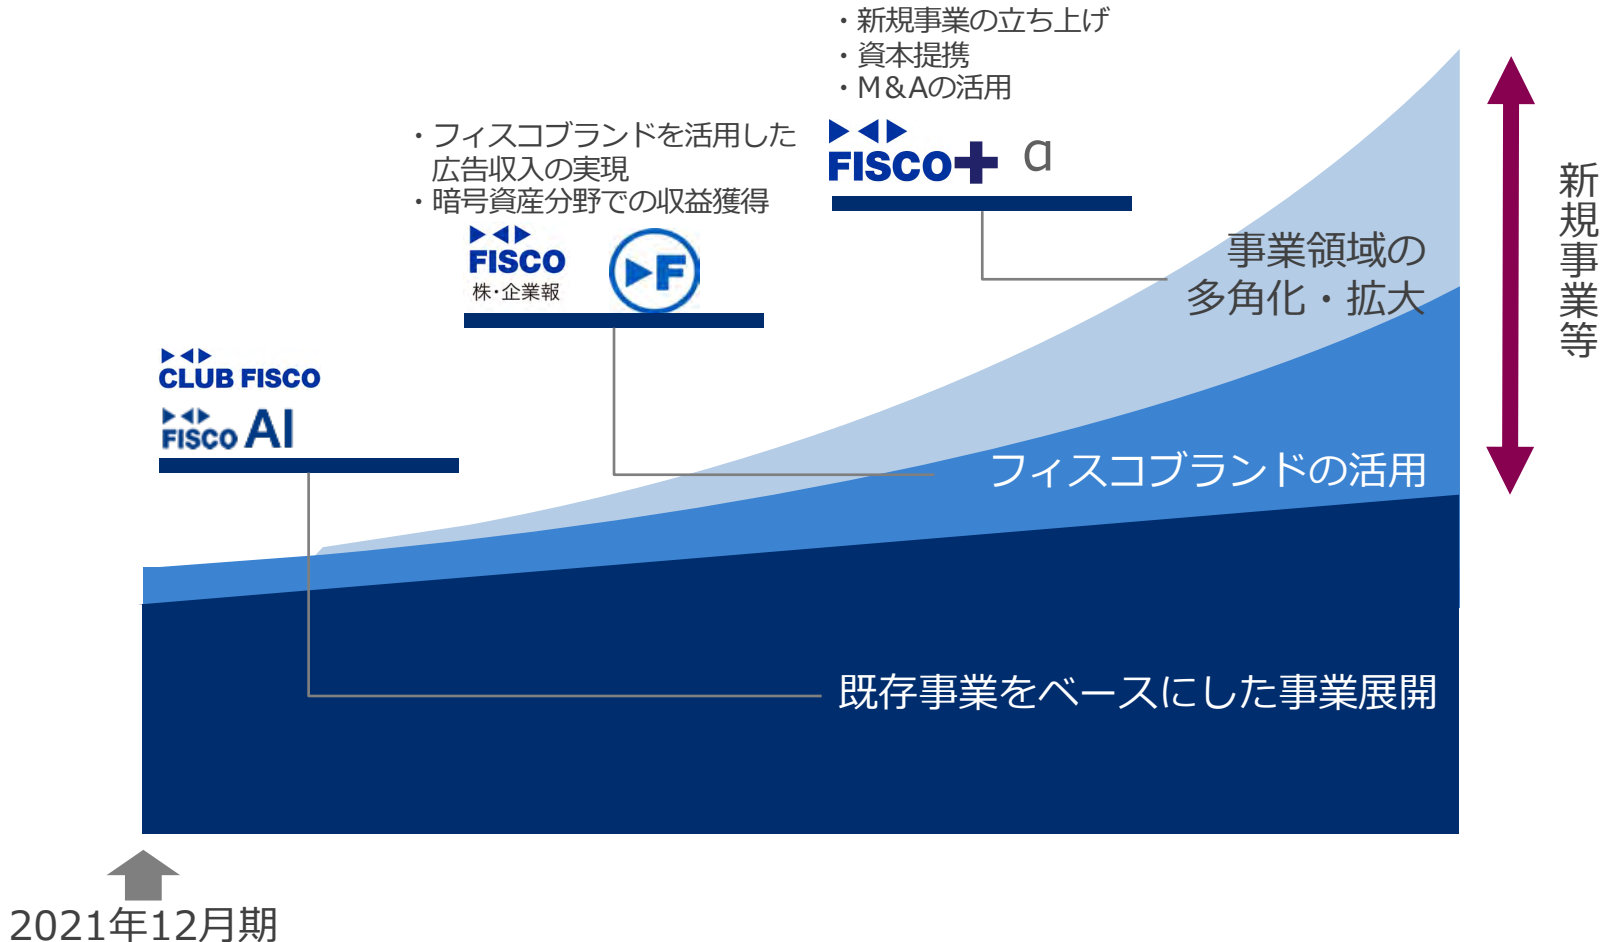 ・新規事業の立ち上げ
・資本提携
・M&Aの活用
FISCO+ α
・フィスコブランドを活用した
広告収入の実現
・暗号資産分野での収益獲得
FISCO
株・企業報
F
CLUB FISCO
FISCO AI
事業領域の
多角化・拡大
新規事業等
フィスコブランドの活用
既存事業をベースにした事業展開
2021年12月期